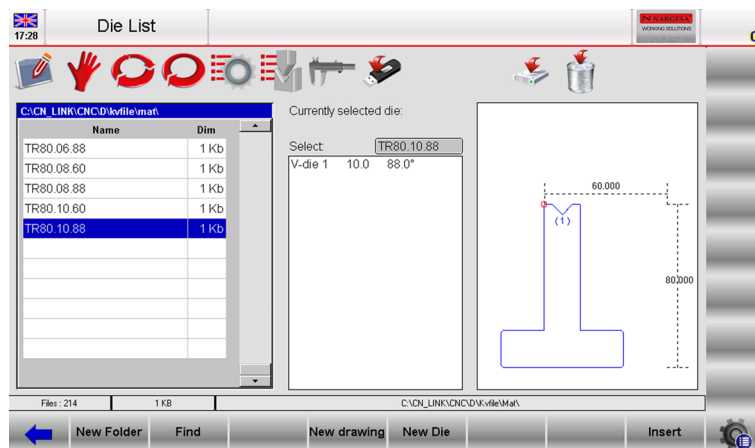 17:28
Die List
NARGESA
WORKING SOLUTIONS
C:\CN_LINK\CNC\D\kvfile\mat\
Name Dim
TR80.06.88 1 Kb
TR80.08.60 1 Kb
TR80.08.88 1 Kb
TR80.10.60 1 Kb
TR80.10.88 1 Kb
Currently selected die:
Select: TR80.10.88
V-die 1 10.0 88.0°
60.000
(1)
80.000
Files : 214 1 KB C:\CN_LINK\CNC\D\Kvfile\Mat\
New Folder Find New drawing New Die Insert